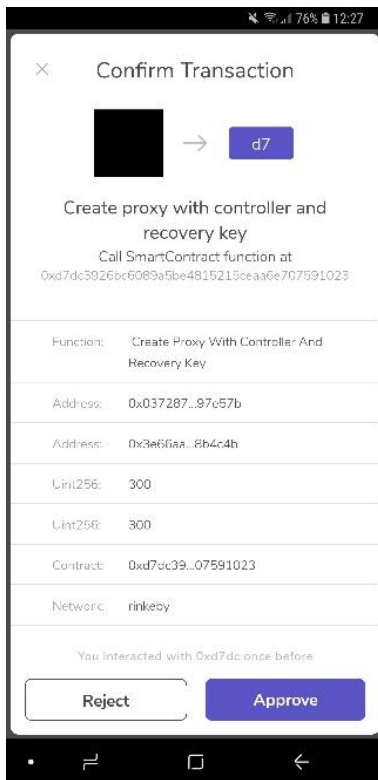 76% 12:27
× Confirm Transaction
→ d7
Create proxy with controller and
recovery key
Call SmartContract function at
0xd7dc3926bc6089a5be4815215ceaa6e707591023
Function: Create Proxy With Controller And
Recovery Key
Address: 0x037287...97e57b
Address: 0x3e66aa...8b4c4b
Uint256: 300
Uint256: 300
Contract: 0xd7dc39...07591023
Network: rinkeby
You interacted with 0xd7dc once before
Reject Approve